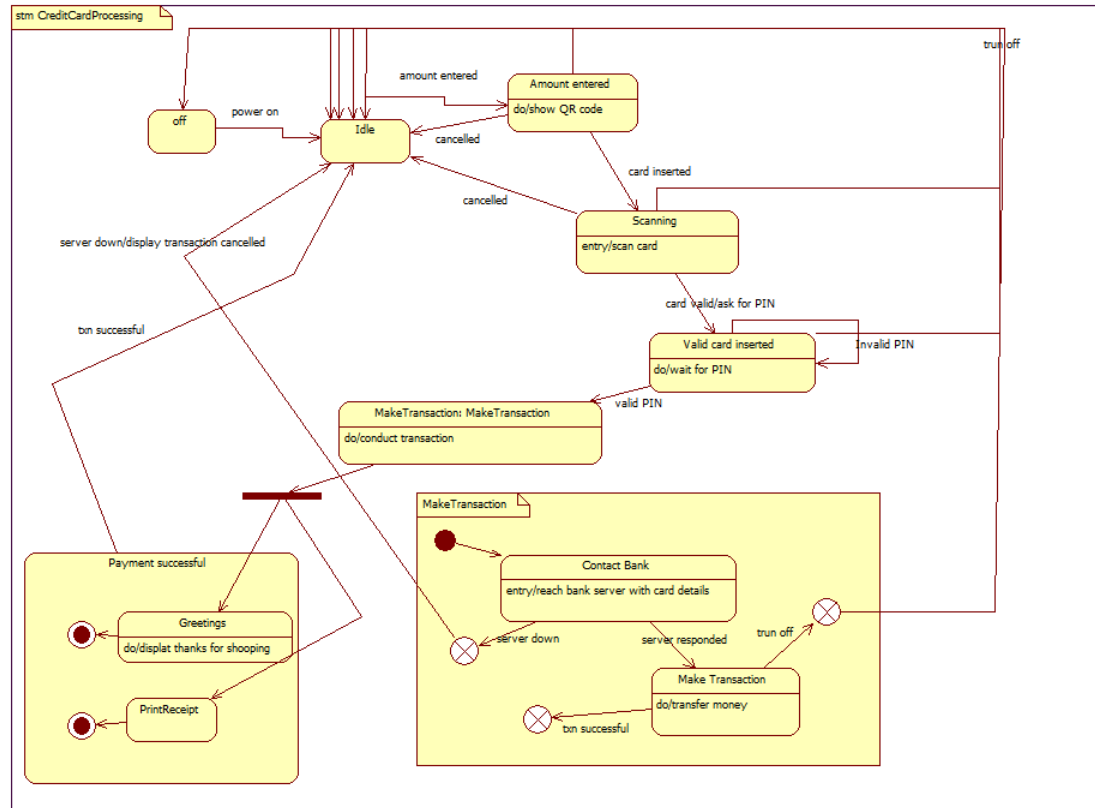 stm CreditCardProcessing
trun off
amount entered
Amount entered
do/show QR code
off
power on
Idle
cancelled
card inserted
cancelled
Scanning
entry/scan card
server down/display transaction cancelled
card valid/ask for PIN
txn successful
Valid card inserted
Invalid PIN
do/wait for PIN
valid PIN
MakeTransaction: MakeTransaction
do/conduct transaction
MakeTransaction
Payment successful
Contact Bank
entry/reach bank server with card details
Greetings
do/displat thanks for shooping
server down
server responded
trun off
Make Transaction
do/transfer money
PrintReceipt
txn successful